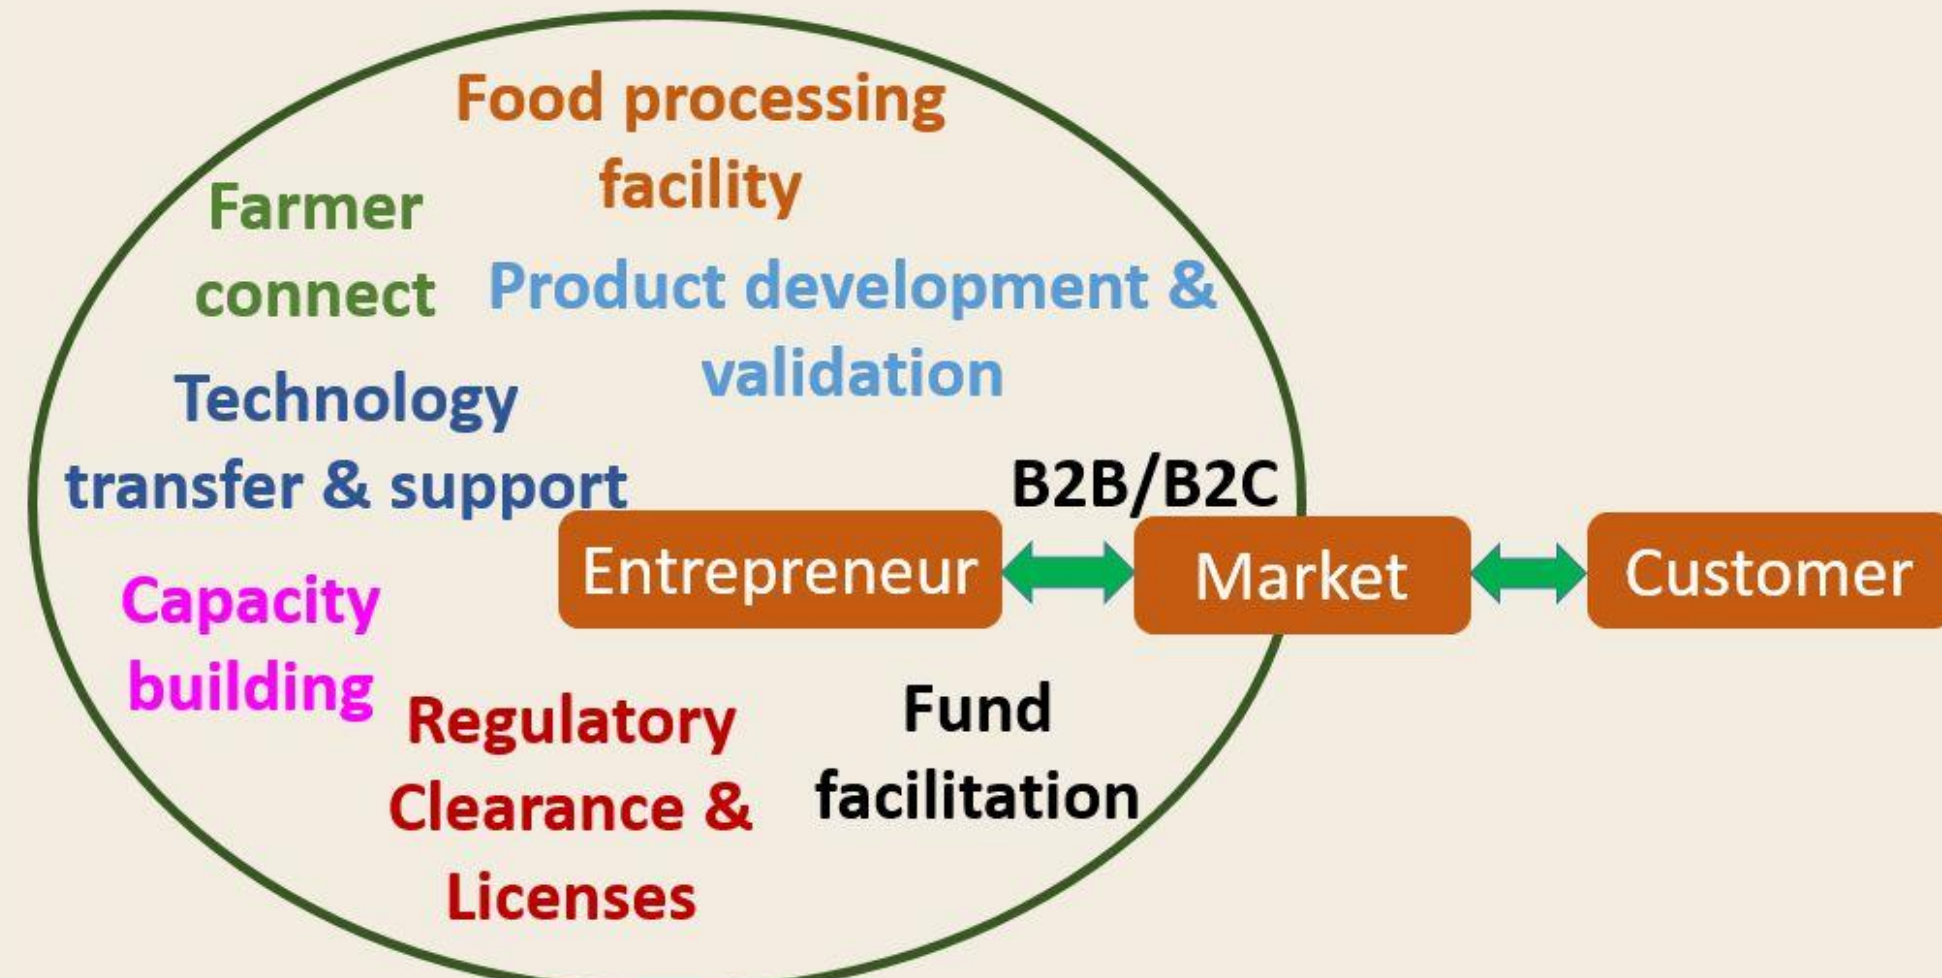 Food processing
facility
Farmer
connect
Product development &
validation
Technology
transfer & support
B2B/B2C
Entrepreneur
Market
Customer
Capacity
building
Regulatory
Clearance &
Licenses
Fund
facilitation